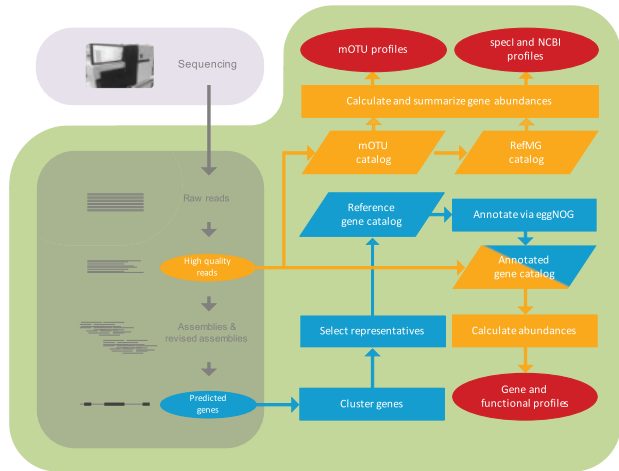 Sequencing
Raw reads
High quality
reads
Assemblies &
revised assemblies
Predicted
genes
mOTU profiles
specI and NCBI
profiles
Calculate and summarize gene abundances
mOTU
catalog
RefMG
catalog
Reference
gene catalog
Annotate via eggNOG
Annotated
gene catalog
Select representatives
Calculate abundances
Cluster genes
Gene and
functional profiles